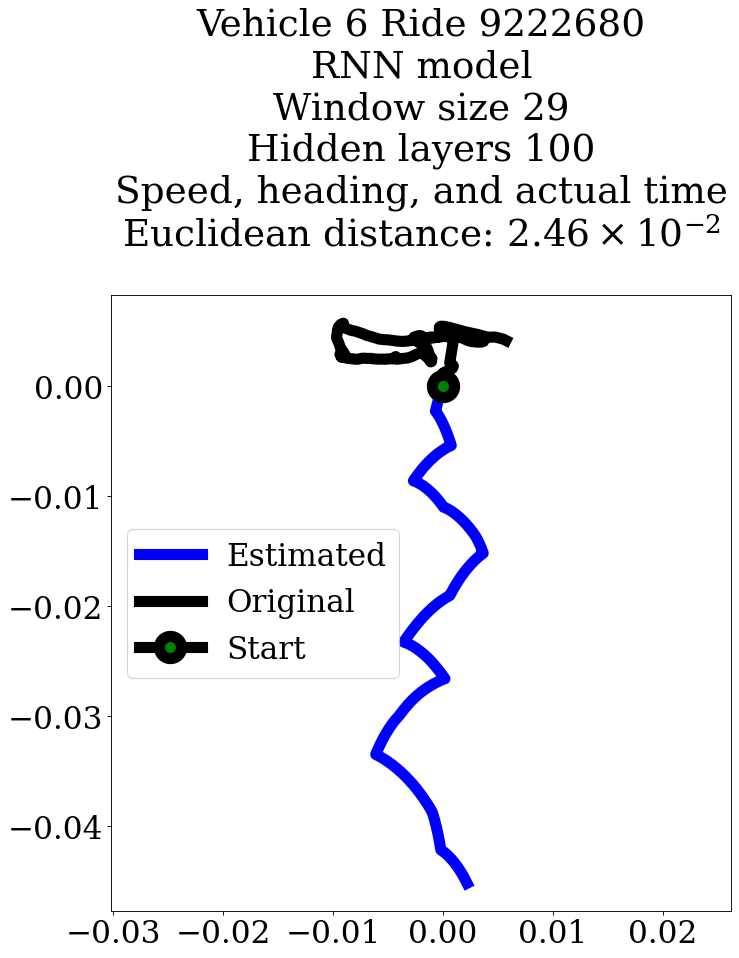 Vehicle 6 Ride 9222680
RNN model
Window size 29
Hidden layers 100
Speed, heading, and actual time
Euclidean distance: 2.46 × 10⁻²
0.00
−0.01
−0.02
−0.03
−0.04
Estimated
Original
Start
−0.03 −0.02 −0.01 0.00 0.01 0.02